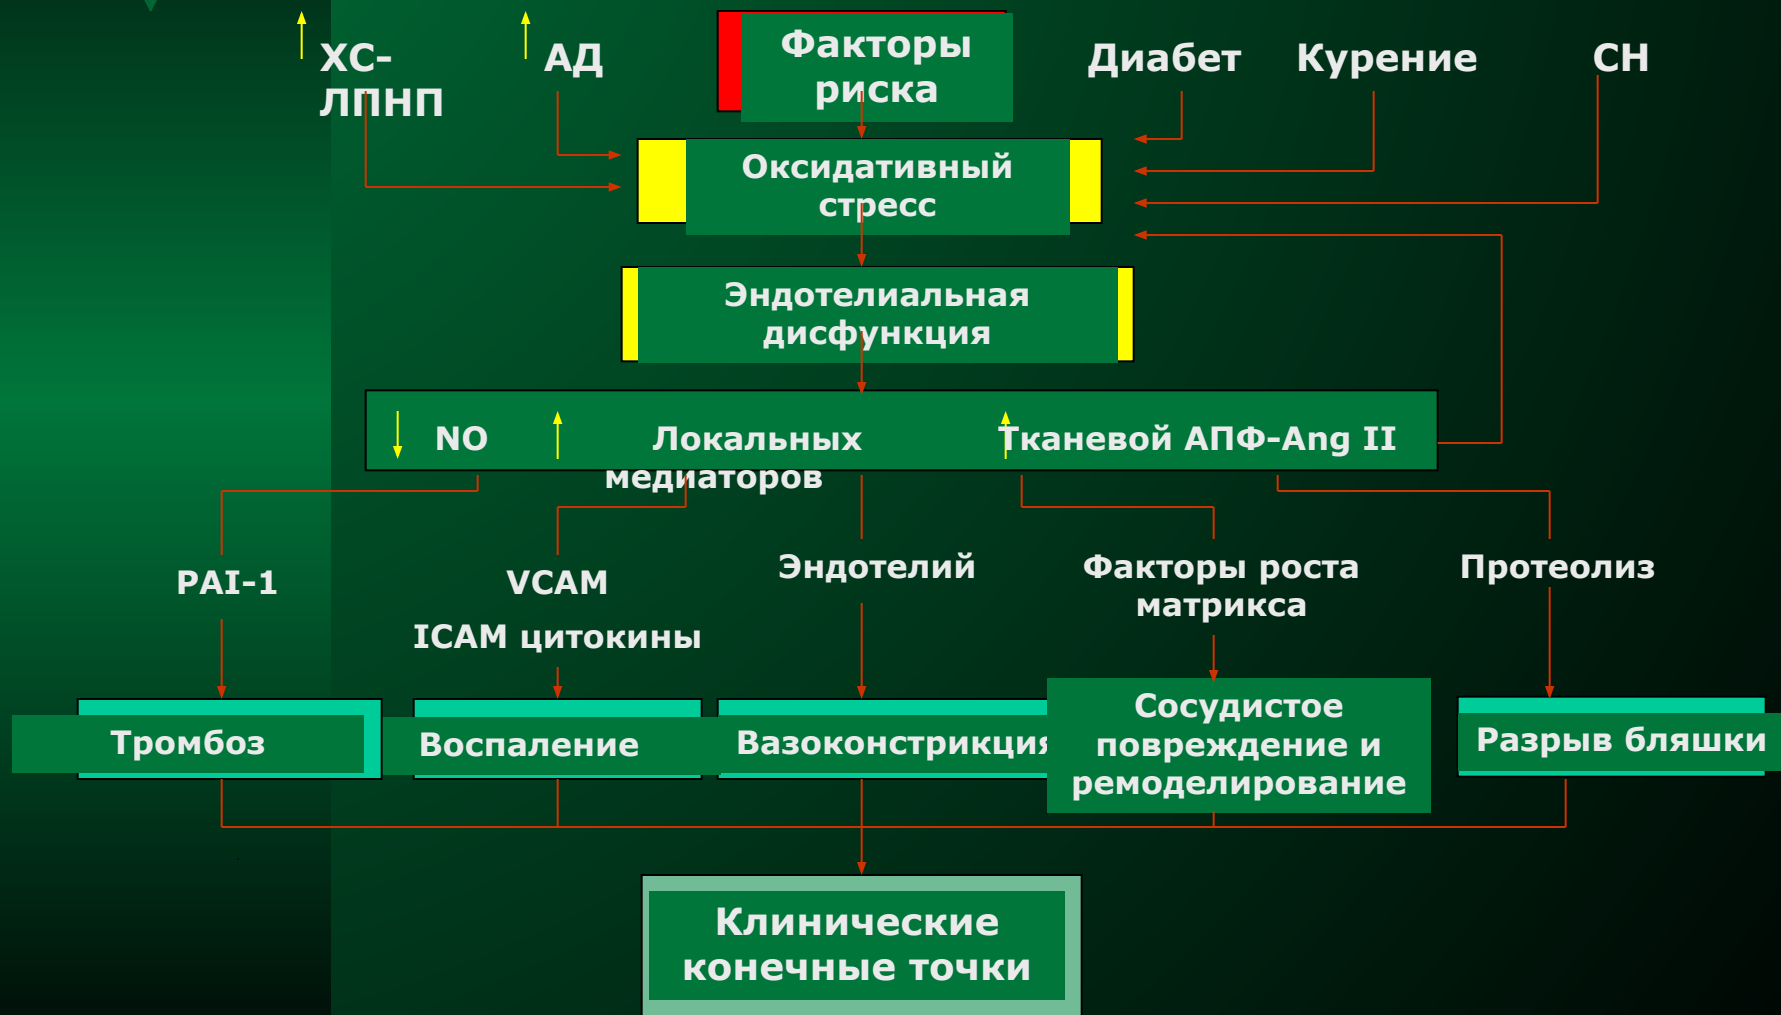 ХС-
ЛПНП
АД
Факторы
риска
Диабет
Курение
СН
Оксидативный
стресс
Эндотелиальная
дисфункция
NO
Локальных
медиаторов
Тканевой АПФ-Ang II
PAI-1
VCAM
ICAM цитокины
Эндотелий
Факторы роста
матрикса
Протеолиз
Тромбоз
Воспаление
Вазоконстрикция
Сосудистое
повреждение и
ремоделирование
Разрыв бляшки
Клинические
конечные точки